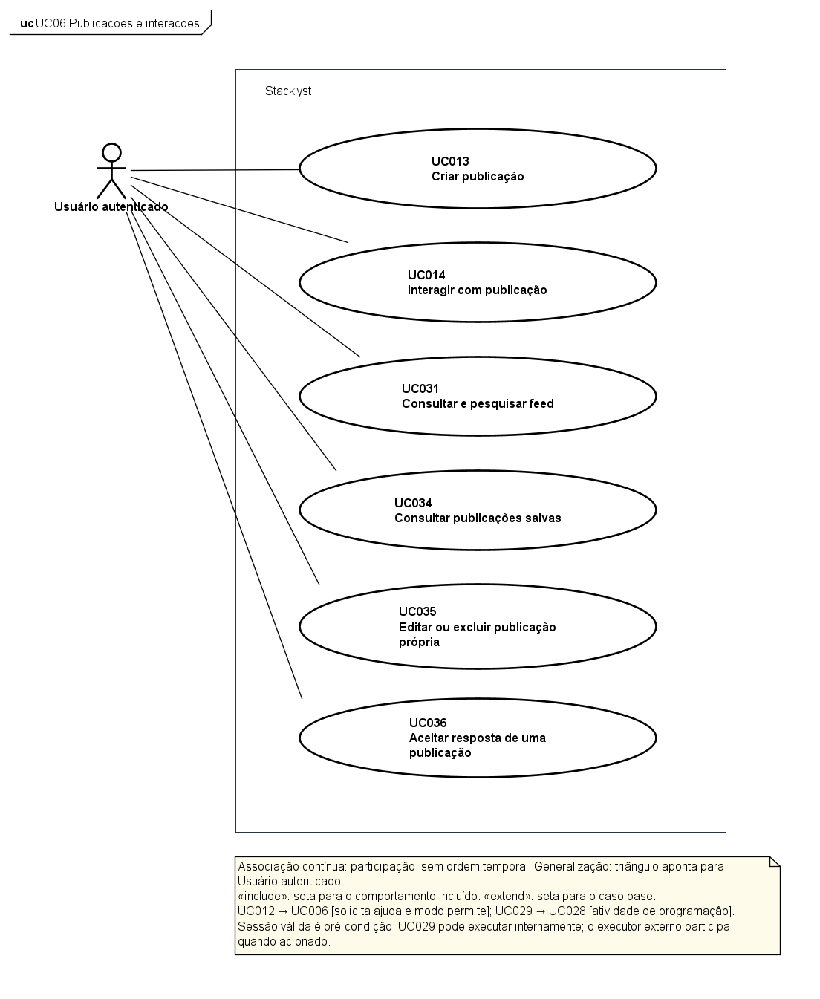 uc UC06 Publicacoes e interacoes
Stacklyst
Usuário autenticado
UC013
Criar publicação
UC014
Interagir com publicação
UC031
Consultar e pesquisar feed
UC034
Consultar publicações salvas
UC035
Editar ou excluir publicação
própria
UC036
Aceitar resposta de uma
publicação
Associação contínua: participação, sem ordem temporal. Generalização: triângulo aponta para
Usuário autenticado.
«include»: seta para o comportamento incluído. «extend»: seta para o caso base.
UC012 → UC006 [solicita ajuda e modo permite]; UC029 → UC028 [atividade de programação].
Sessão válida é pré-condição. UC029 pode executar internamente; o executor externo participa
quando acionado.